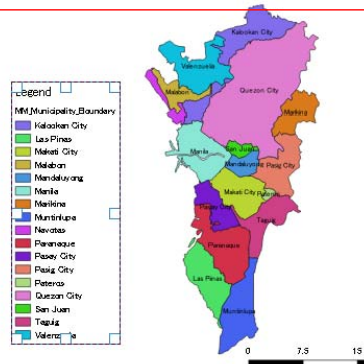 Kalookan City
Valenzuela
Malabon
Quezon City
Marikina
Manila
San Juan
Mandaluyong
Pasig City
Makati City
Pateros
Pasay City
Taguig
Paranaque
Las Pinas
Muntinlupa
Legend
MM_Municipality_Boundary
Kalookan City
Las Pinas
Makati City
Malabon
Mandaluyong
Manila
Marikina
Muntinlupa
Navotas
Paranaque
Pasay City
Pasig City
Pateros
Quezon City
San Juan
Taguig
Valenzuela
0 7.5 15